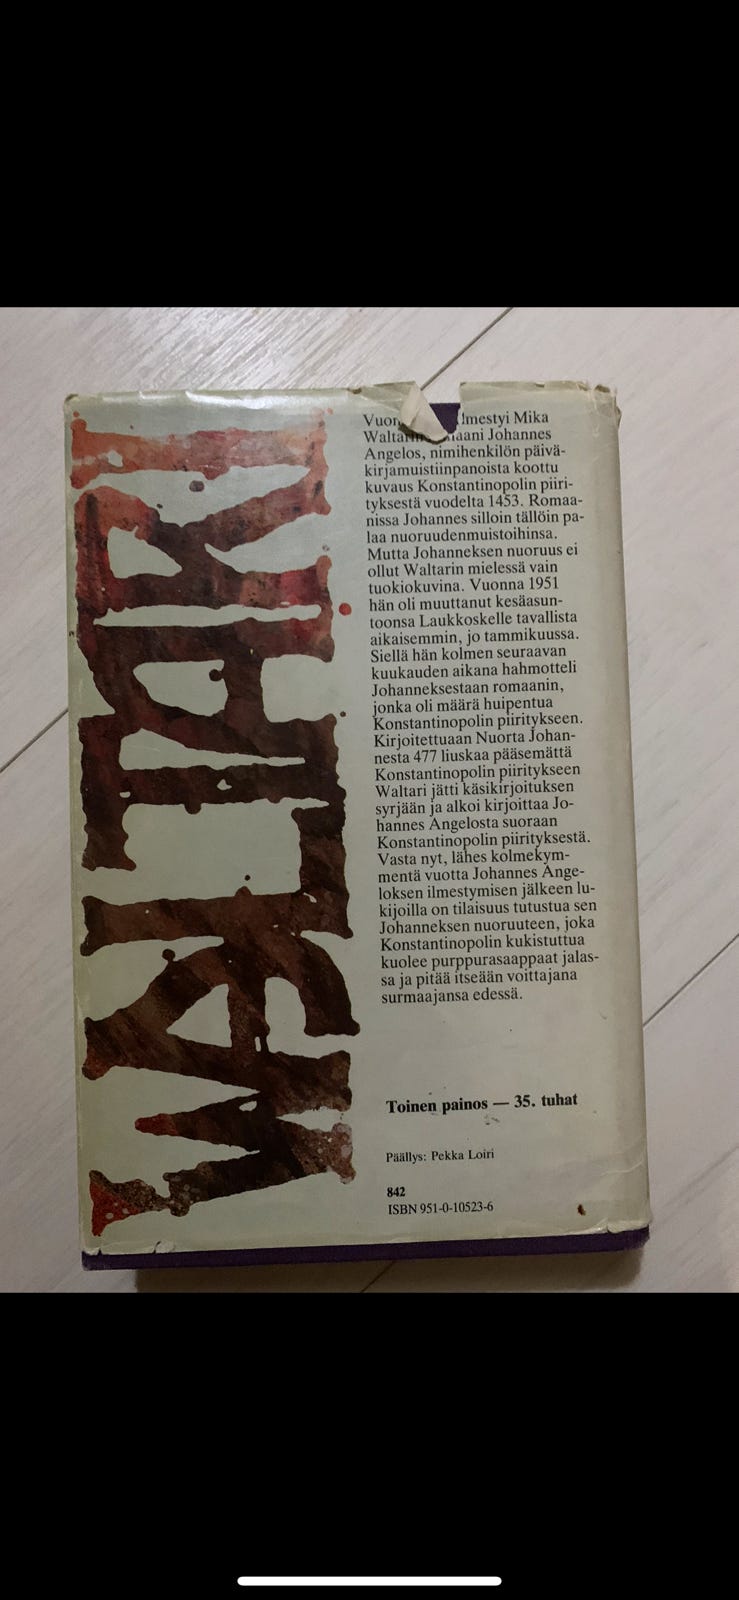 WALTARI
Vuon lmestyi Mika
Waltarin maani Johannes
Angelos, nimihenkilön päivä-
kirjamuistiinpanoista koottu
kuvaus Konstantinopolin piiri-
tyksestä vuodelta 1453. Romaa-
nissa Johannes silloin tällöin pa-
laa nuoruudenmuistoihinsa.
Mutta Johanneksen nuoruus ei
ollut Waltarin mielessä vain
tuokiokuvina. Vuonna 1951
hän oli muuttanut kesäasun-
toonsa Laukkoskelle tavallista
aikaisemmin, jo tammikuussa.
Siellä hän kolmen seuraavan
kuukauden aikana hahmotteli
Johanneksestaan romaanin,
jonka oli määrä huipentua
Konstantinopolin piiritykseen.
Kirjoitettuaan Nuorta Johan-
nesta 477 liuskaa pääsemättä
Konstantinopolin piiritykseen
Waltari jätti käsikirjoituksen
syrjään ja alkoi kirjoittaa Jo-
hannes Angelosta suoraan
Konstantinopolin piirityksestä.
Vasta nyt, lähes kolmekym-
mentä vuotta Johannes Ange-
loksen ilmestymisen jälkeen lu-
kijoilla on tilaisuus tutustua sen
Johanneksen nuoruuteen, joka
Konstantinopolin kukistuttua
kuolee purppurasaappaat jalas-
sa ja pitää itseään voittajana
surmaajansa edessä.
Toinen painos — 35. tuhat
Päällys: Pekka Loiri
842
ISBN 951-0-10523-6